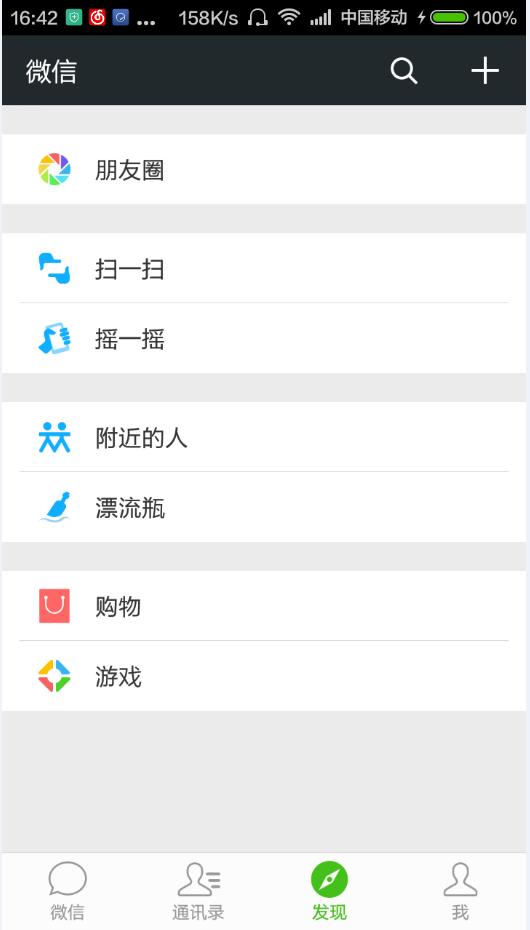 16:42 ... 158K/s 中国移动 100%
微信
朋友圈
扫一扫
摇一摇
附近的人
漂流瓶
购物
游戏
微信 通讯录 发现 我